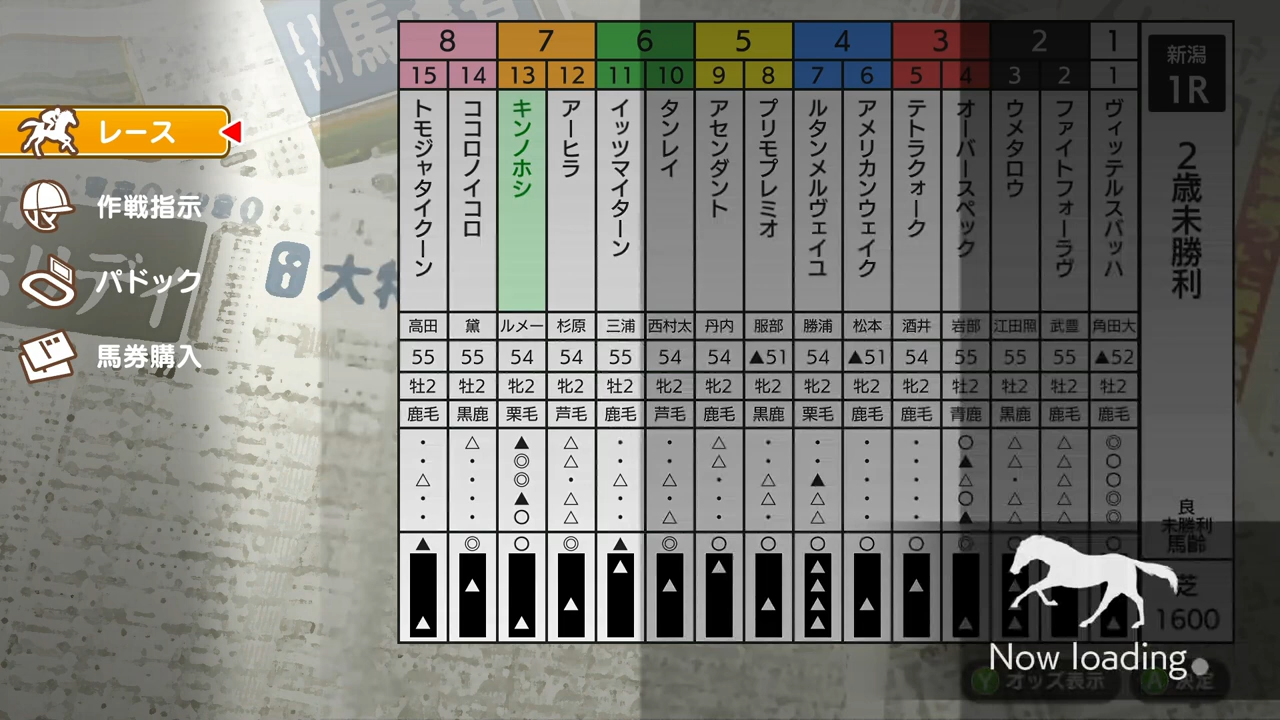 レース
作戦指示
パドック
馬券購入
新潟
1R
2歳未勝利
良
未勝利
馬齢
芝
1600
8 7 6 5 4 3 2 1
15 14 13 12 11 10 9 8 7 6 5 4 3 2 1
トモジャタイクーン
ココロノイコロ
キンノホシ
アーヒラ
イッツマイターン
タンレイ
アセンダント
プリモプレミオ
ルタンメルヴェイユ
アメリカンウェイク
テトラクォーク
オーバースペック
ウメタロウ
ファイトフォーラヴ
ヴィッテルスバッハ
高田 黛 ルメー 杉原 三浦 西村太 丹内 服部 勝浦 松本 酒井 岩部 江田照 武豊 角田大
55 55 54 54 55 54 54 ▲51 54 ▲51 54 55 55 55 ▲52
牡2 牡2 牝2 牝2 牡2 牝2 牝2 牝2 牝2 牝2 牝2 牡2 牡2 牡2 牡2
鹿毛 黒鹿 栗毛 芦毛 鹿毛 芦毛 鹿毛 黒鹿 栗毛 鹿毛 鹿毛 青鹿 黒鹿 鹿毛 鹿毛
Now loading
Y オッズ表示 A 決定